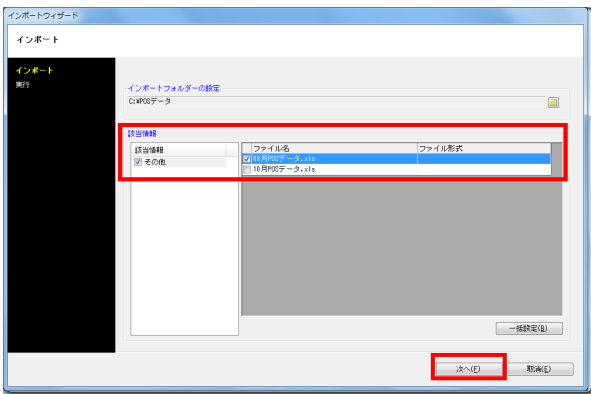 インポートウィザード
インポート
インポート
実行
インポートフォルダーの設定
C:¥POSデータ
該当情報
該当情報
その他
ファイル名 ファイル形式
09月POSデータ.xls
10月POSデータ.xls
一括設定(B)
次へ(F) 取消(E)